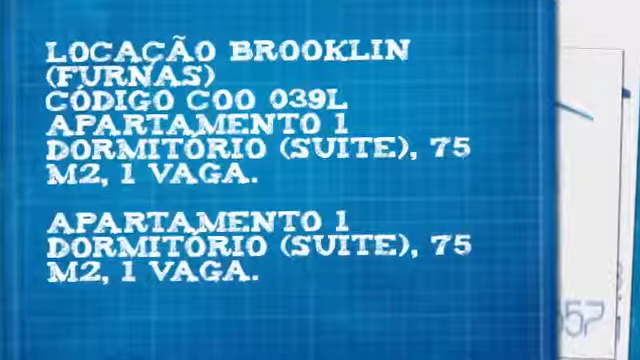 LOCAÇÃO BROOKLIN
(FURNAS)
CÓDIGO COO 039L
APARTAMENTO 1
DORMITÓRIO (SUITE), 75
M2, 1 VAGA.
APARTAMENTO 1
DORMITÓRIO (SUITE), 75
M2, 1 VAGA.